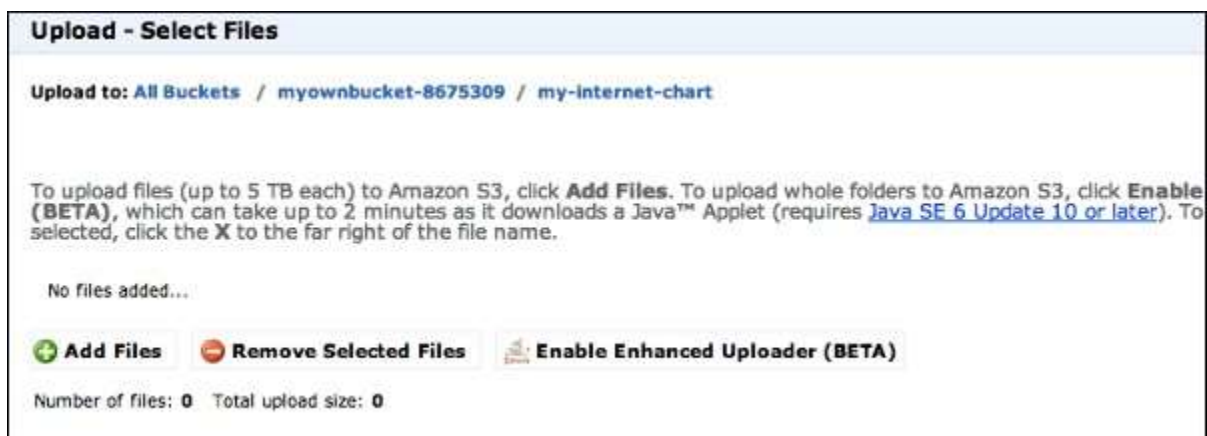 Upload - Select Files
Upload to: All Buckets / myownbucket-8675309 / my-internet-chart
To upload files (up to 5 TB each) to Amazon S3, click Add Files. To upload whole folders to Amazon S3, click Enable
(BETA), which can take up to 2 minutes as it downloads a Java™ Applet (requires Java SE 6 Update 10 or later). To
selected, click the X to the far right of the file name.
No files added...
Add Files Remove Selected Files Enable Enhanced Uploader (BETA)
Number of files: 0 Total upload size: 0